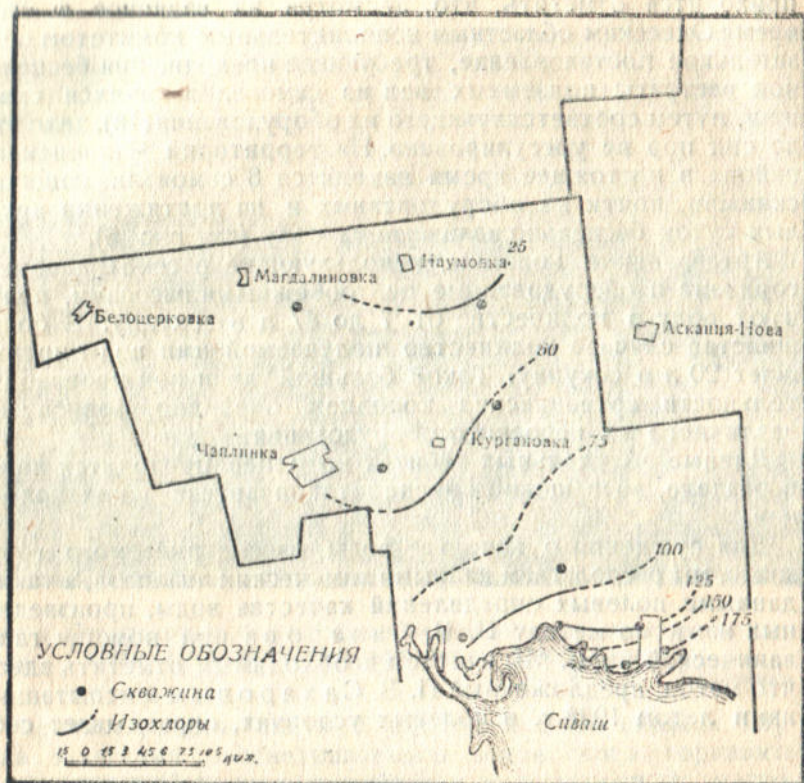 25
Магдалиновка
Наумовка
Белоцерковка
Аскания-Нова
50
Чаплинка
Кургановка
75
100
125
150
175
УСЛОВНЫЕ ОБОЗНАЧЕНИЯ
Скважина
Изохлоры
Сиваш
км.